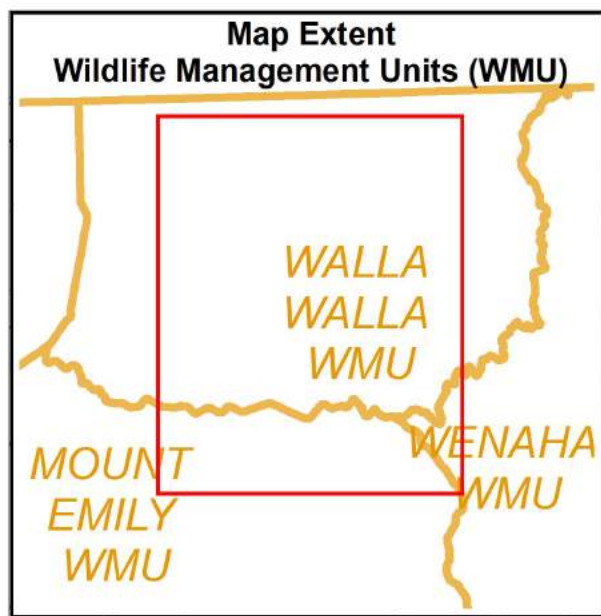 Map Extent
Wildlife Management Units (WMU)
WALLA
WALLA
WMU
MOUNT
EMILY
WMU
WENAHA
WMU